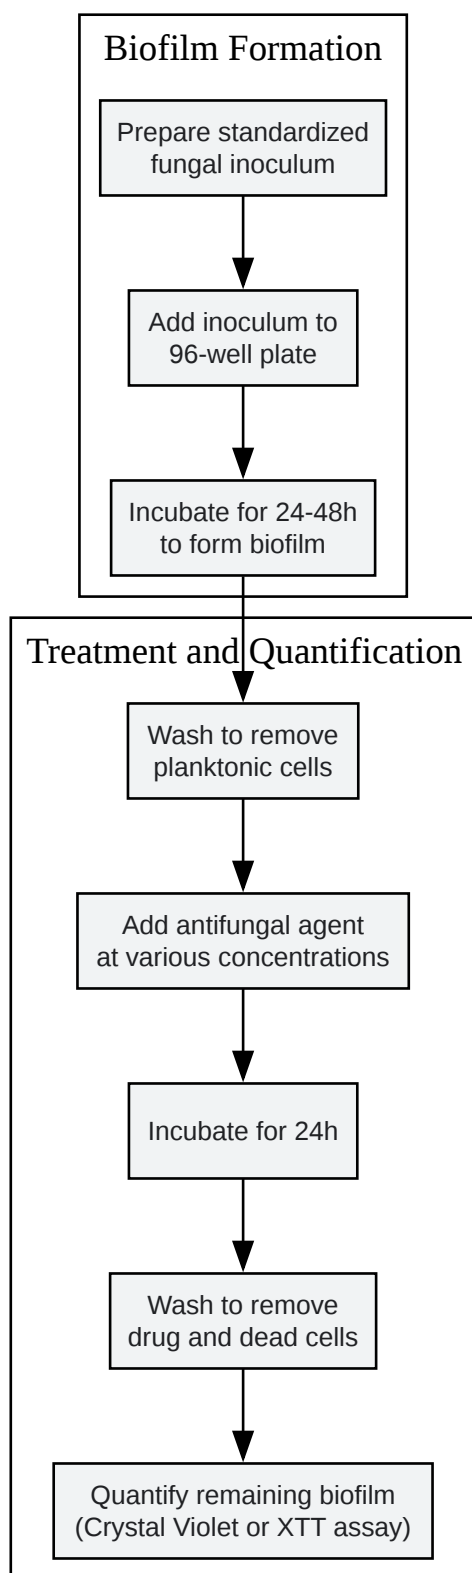 Biofilm Formation
Prepare standardized
fungal inoculum
Add inoculum to
96-well plate
Incubate for 24-48h
to form biofilm
Treatment and Quantification
Wash to remove
planktonic cells
Add antifungal agent
at various concentrations
Incubate for 24h
Wash to remove
drug and dead cells
Quantify remaining biofilm
(Crystal Violet or XTT assay)